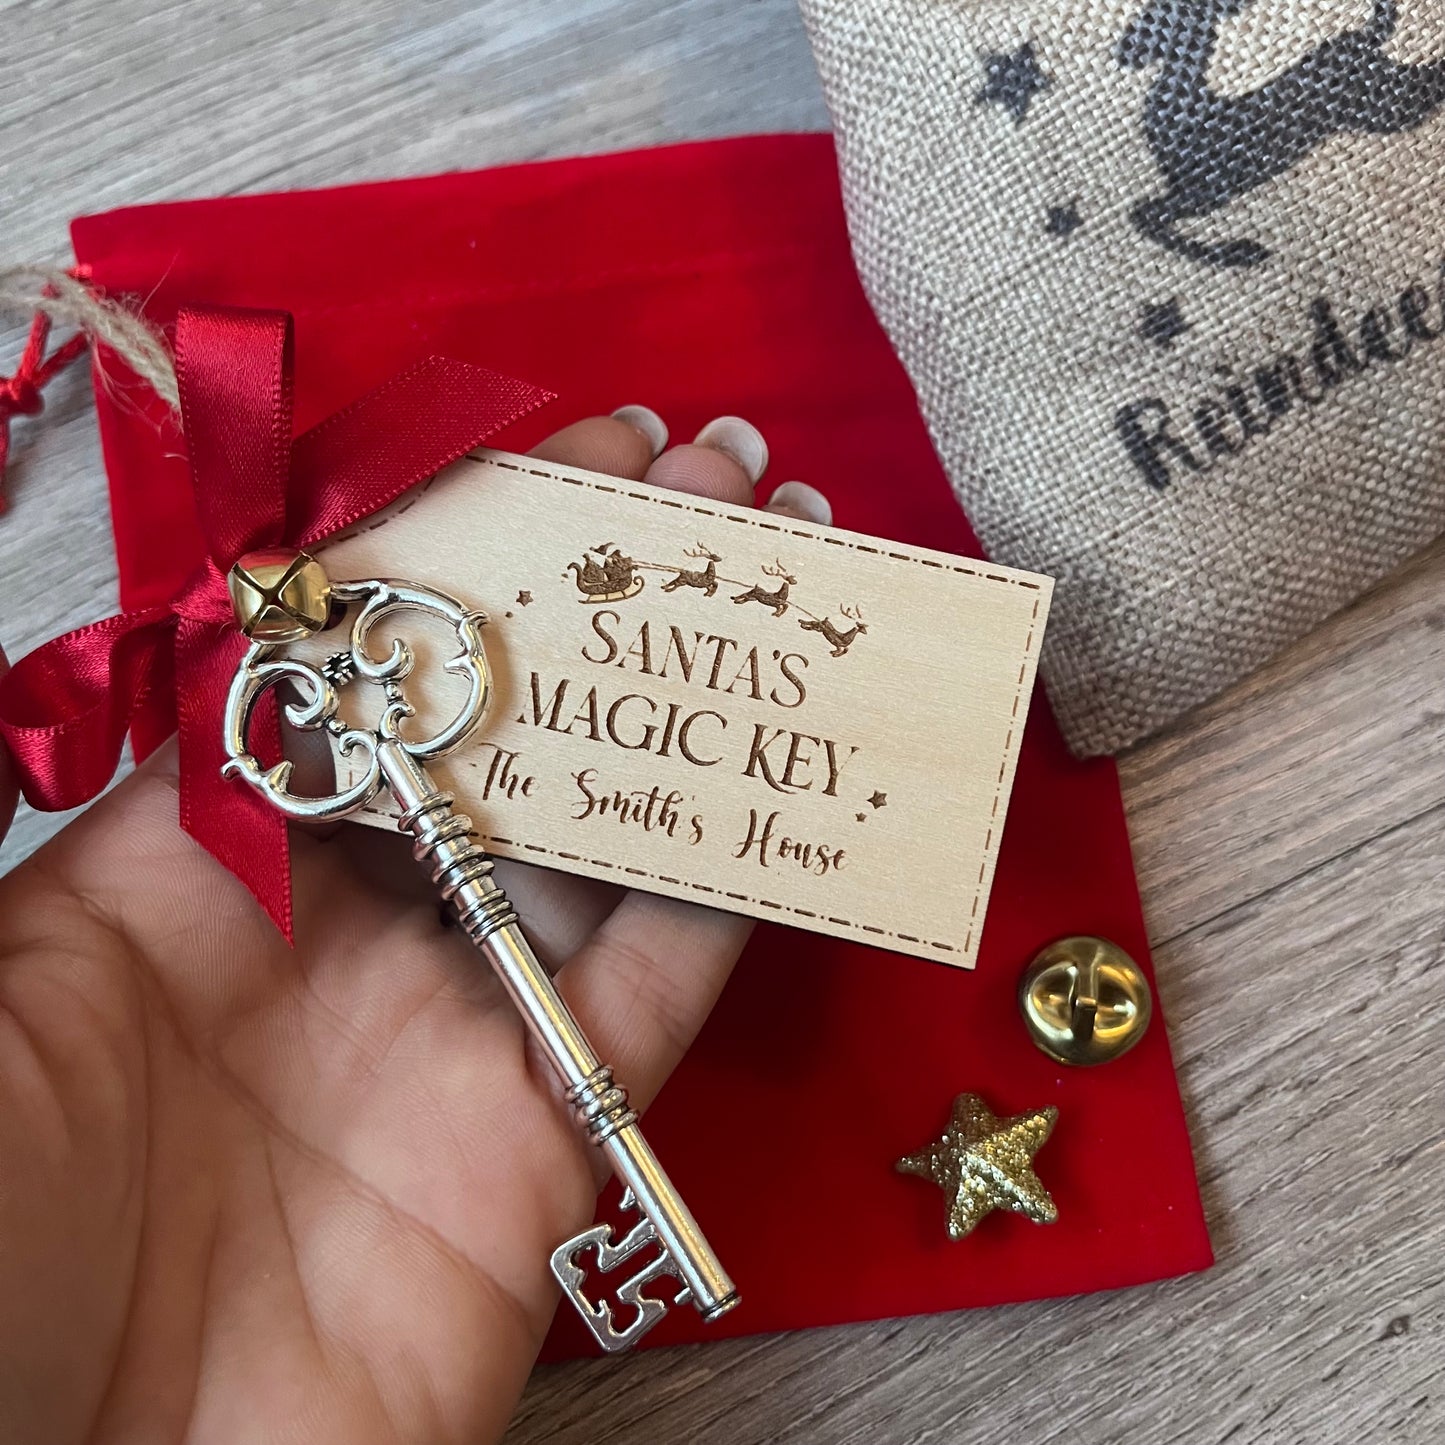 SANTA'S
MAGIC KEY
The Smith's House